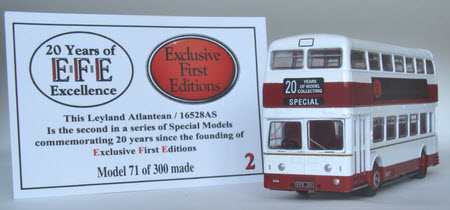 20 Years of
E·F·E
Excellence
Exclusive
First
Editions
This Leyland Atlantean / 16528AS
Is the second in a series of Special Models
commemorating 20 years since the founding of
Exclusive First Editions
Model 71 of 300 made
2
20 YEARS
OF MODEL
COLLECTING
SPECIAL